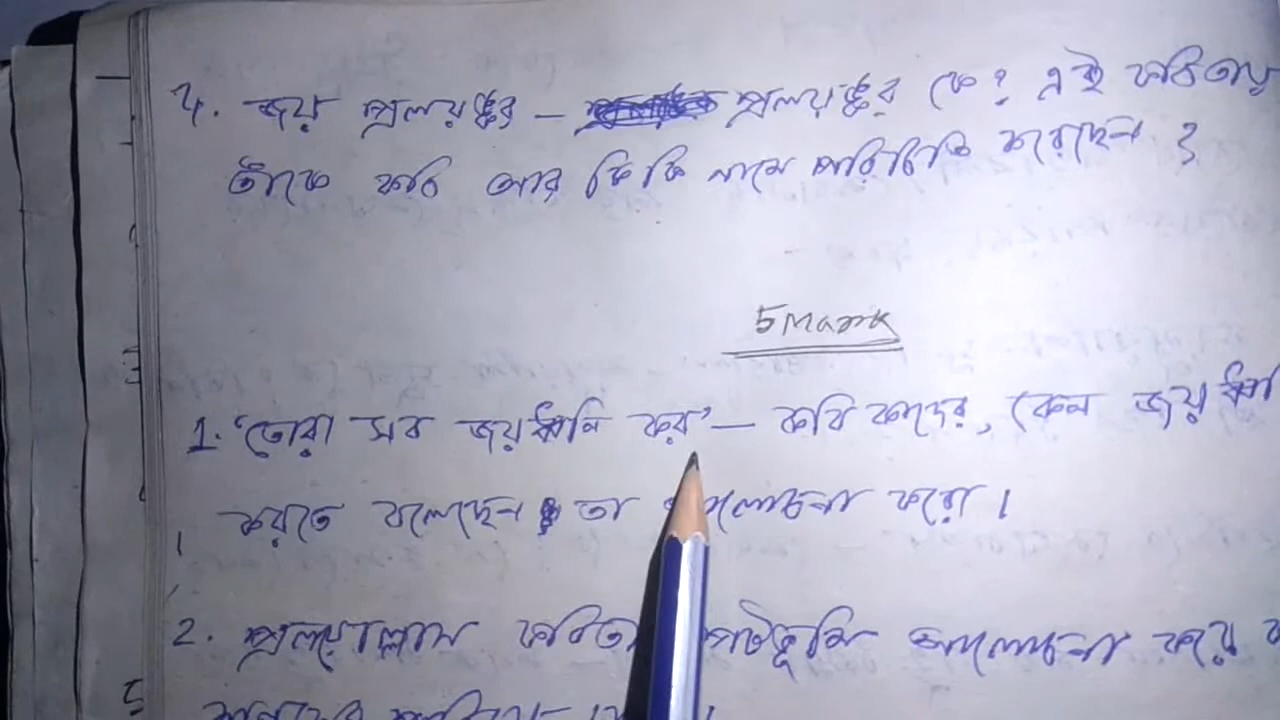 4. জয় প্রলয়ঙ্কর — প্রলয়ঙ্কর কে? এই কবিতায়
তাঁকে কবি আর কি কি নামে পরিচিতি করেছেন?
5 Mark
1. 'তোরা সব জয়ধ্বনি কর' — কবি কাদের, কেন জয়ধ্বনি
করতে বলেছেন তা আলোচনা করো।
2. প্রলয়োল্লাস কবিতা পটভূমি আলোচনা করে